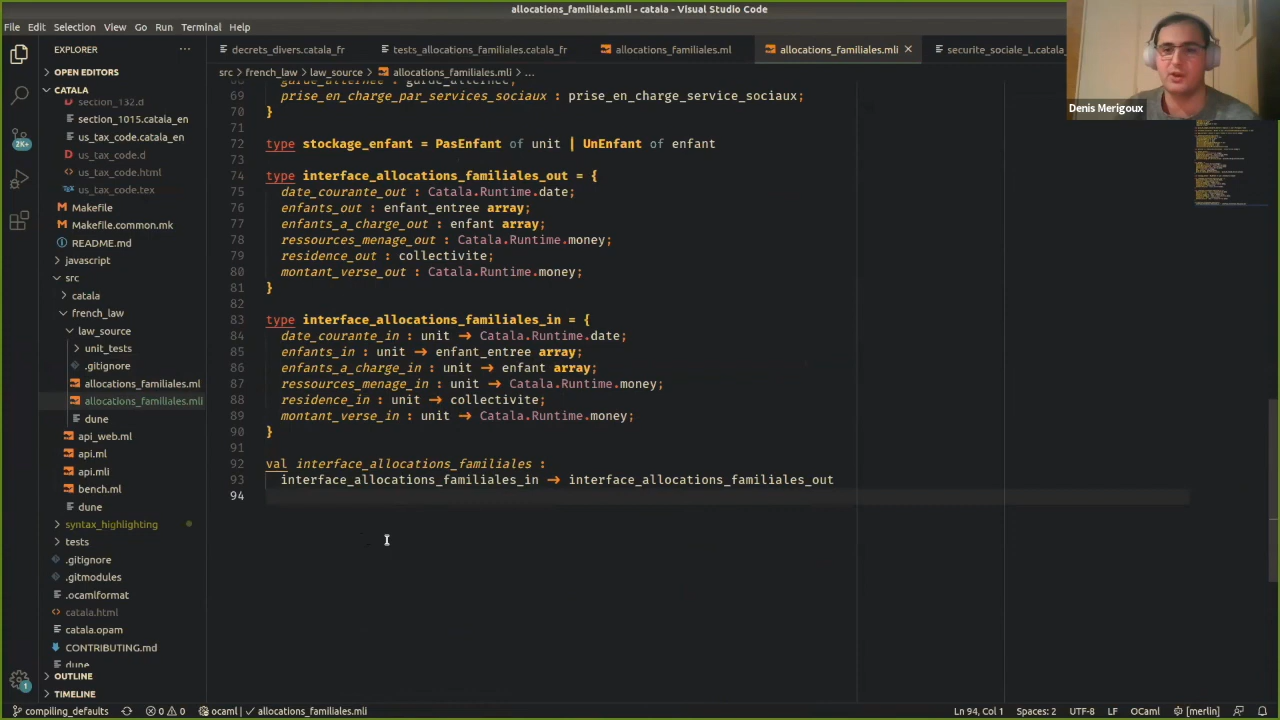 allocations_familiales.mli - catala - Visual Studio Code
File Edit Selection View Go Run Terminal Help
EXPLORER
decrets_divers.catala_fr
tests_allocations_familiales.catala_fr
allocations_familiales.ml
allocations_familiales.mli
securite_sociale_L.catala_
Denis Merigoux
OPEN EDITORS
CATALA
section_132.d
section_1015.catala_en
us_tax_code.catala_en
us_tax_code.d
us_tax_code.html
us_tax_code.tex
Makefile
Makefile.common.mk
README.md
javascript
src
catala
french_law
law_source
unit_tests
.gitignore
allocations_familiales.ml
allocations_familiales.mli
dune
api_web.ml
api.ml
api.mli
bench.ml
dune
syntax_highlighting
tests
.gitignore
.gitmodules
.ocamlformat
catala.html
catala.opam
CONTRIBUTING.md
dune
OUTLINE
TIMELINE
2K+
1
src > french_law > law_source > allocations_familiales.mli > ...
68 garde_alternee : garde_alternee;
69 prise_en_charge_par_services_sociaux : prise_en_charge_service_sociaux;
70 }
71
72 type stockage_enfant = PasEnfant of unit | UnEnfant of enfant
73
74 type interface_allocations_familiales_out = {
75 date_courante_out : Catala.Runtime.date;
76 enfants_out : enfant_entree array;
77 enfants_a_charge_out : enfant array;
78 ressources_menage_out : Catala.Runtime.money;
79 residence_out : collectivite;
80 montant_verse_out : Catala.Runtime.money;
81 }
82
83 type interface_allocations_familiales_in = {
84 date_courante_in : unit → Catala.Runtime.date;
85 enfants_in : unit → enfant_entree array;
86 enfants_a_charge_in : unit → enfant array;
87 ressources_menage_in : unit → Catala.Runtime.money;
88 residence_in : unit → collectivite;
89 montant_verse_in : unit → Catala.Runtime.money;
90 }
91
92 val interface_allocations_familiales :
93 interface_allocations_familiales_in → interface_allocations_familiales_out
94
compiling_defaults 0 0 ocaml | ✓ allocations_familiales.mli
Ln 94, Col 1 Spaces: 2 UTF-8 LF OCaml [merlin]